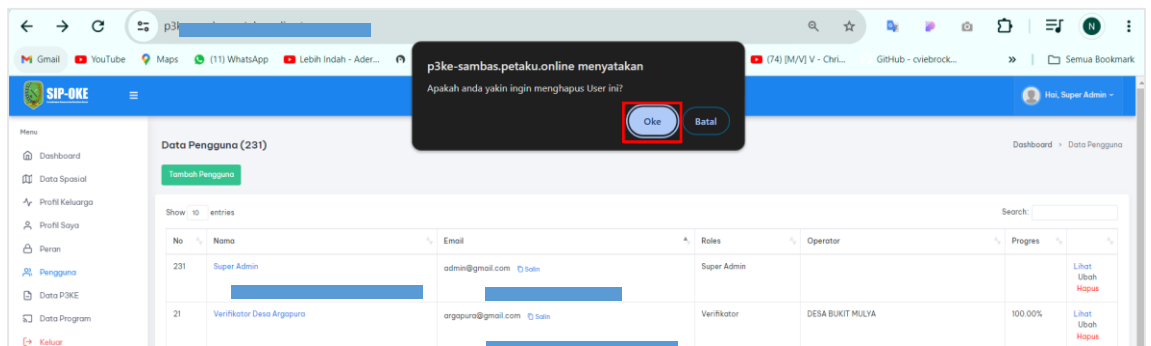 p3k
Gmail YouTube Maps (11) WhatsApp Lebih Indah - Ader... (74) [M/V] V - Chri... GitHub - cviebrock... » Semua Bookmark
p3ke-sambas.petaku.online menyatakan
Apakah anda yakin ingin menghapus User ini?
Oke Batal
SIP-OKE Hai, Super Admin
Menu
Dashboard
Data Spasial
Profil Keluarga
Profil Saya
Peran
Pengguna
Data P3KE
Data Program
Keluar
Data Pengguna (231) Dashboard > Data Pengguna
Tambah Pengguna
Show 10 entries Search:
No Nama Email Roles Operator Progres
231 Super Admin admin@gmail.com Salin Super Admin Lihat
Ubah
Hapus
21 Verifikator Desa Argapura argapura@gmail.com Salin Verifikator DESA BUKIT MULYA 100.00% Lihat
Ubah
Hapus